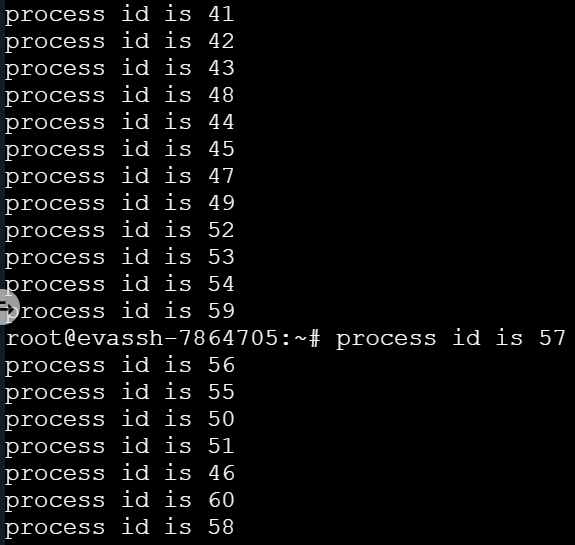 process id is 41
process id is 42
process id is 43
process id is 48
process id is 44
process id is 45
process id is 47
process id is 49
process id is 52
process id is 53
process id is 54
process id is 59
root@evassh-7864705:~# process id is 57
process id is 56
process id is 55
process id is 50
process id is 51
process id is 46
process id is 60
process id is 58